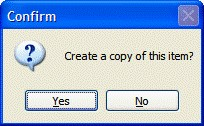 Confirm
Create a copy of this item?
Yes No